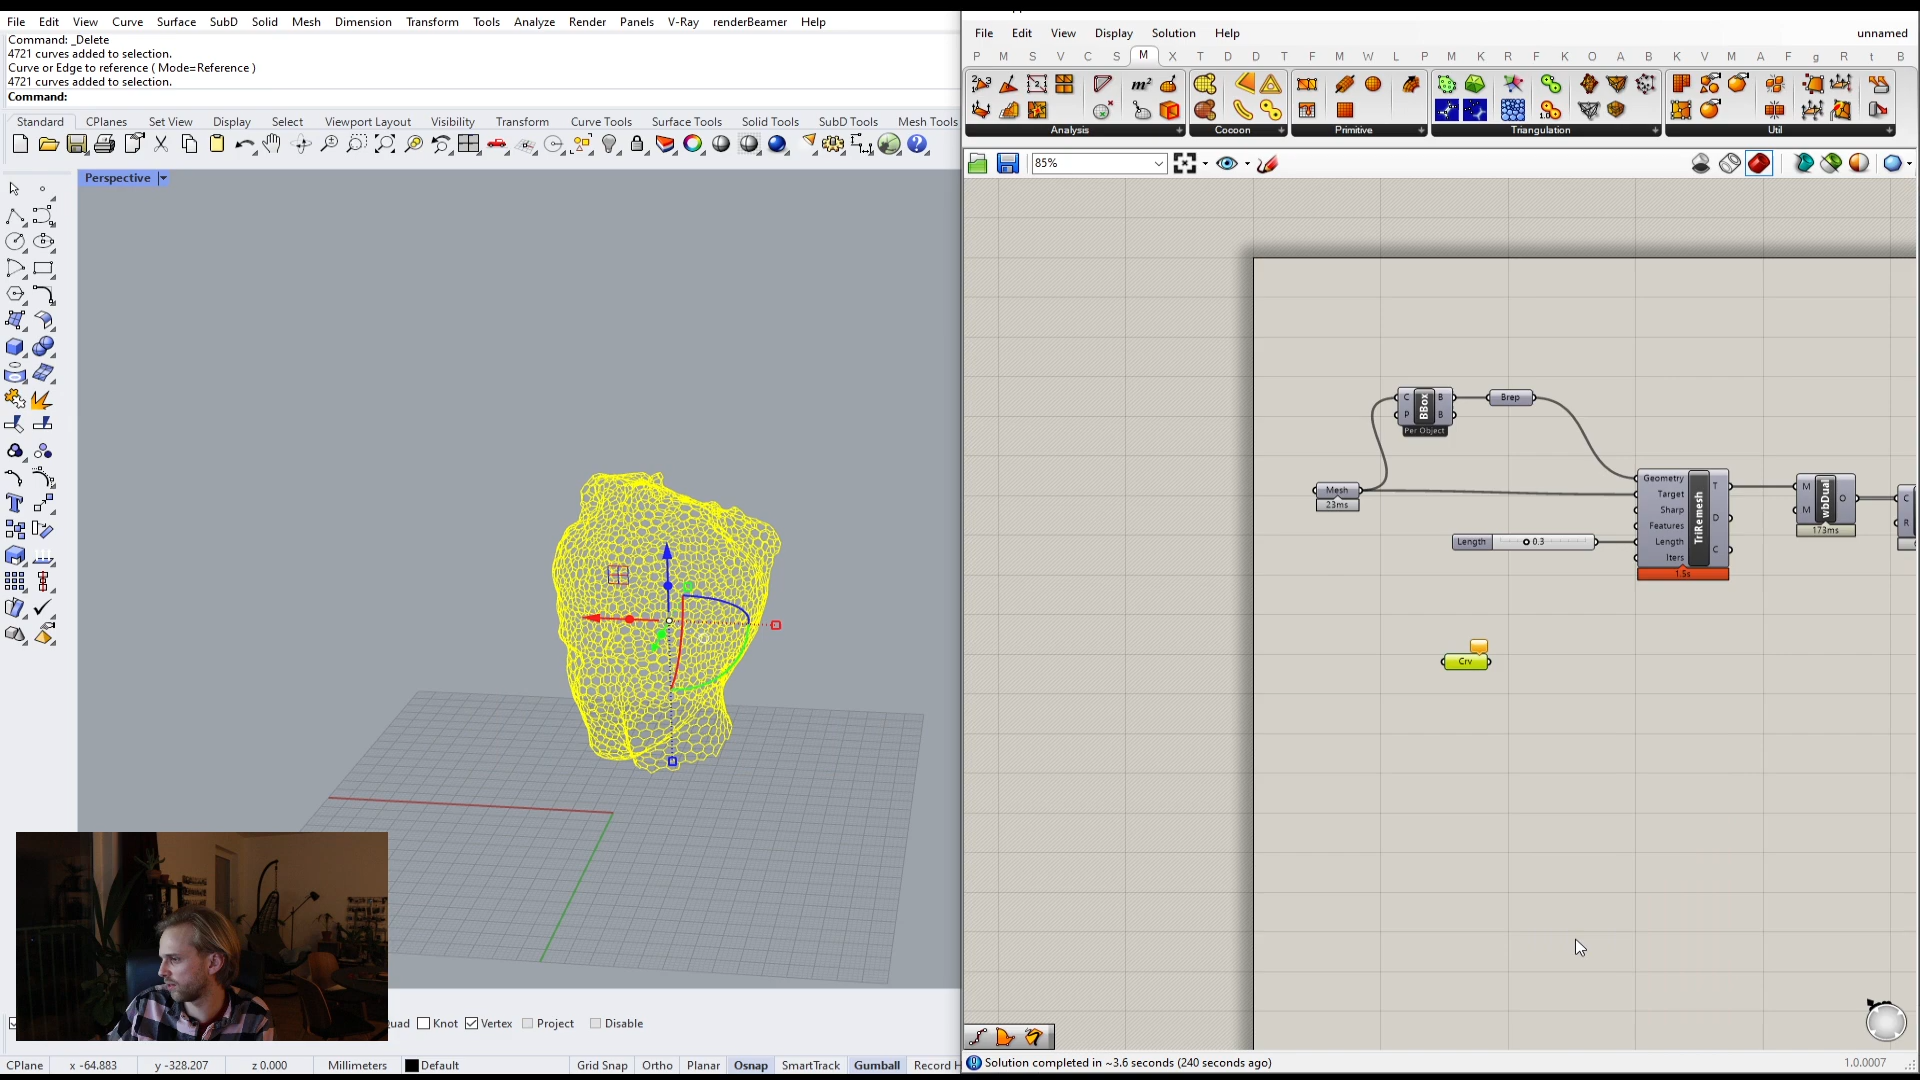 File Edit View Curve Surface SubD Solid Mesh Dimension Transform Tools Analyze Render Panels V-Ray renderBeamer Help
Command: _Delete
4721 curves added to selection.
Curve or Edge to reference ( Mode=Reference )
4721 curves added to selection.
Command:
Standard CPlanes Set View Display Select Viewport Layout Visibility Transform Curve Tools Surface Tools Solid Tools SubD Tools Mesh Tools
Perspective
uad Knot Vertex Project Disable
CPlane x -64.883 y -328.207 z 0.000 Millimeters Default Grid Snap Ortho Planar Osnap SmartTrack Gumball Record H
File Edit View Display Solution Help unnamed
P M S V C S M X T D D T F M W L P M K R F K O A B K V M A f g R t B
Analysis Cocoon Primitive Triangulation Util
85%
C BBox B
P B
Per Object
Brep
Mesh
23ms
Length 0.3
Geometry
Target
Sharp
Features
Length
Iters
TriRemesh
T
D
C
1.5s
M wbDual O
M
173ms
C
R
Crv
Solution completed in ~3.6 seconds (240 seconds ago) 1.0.0007